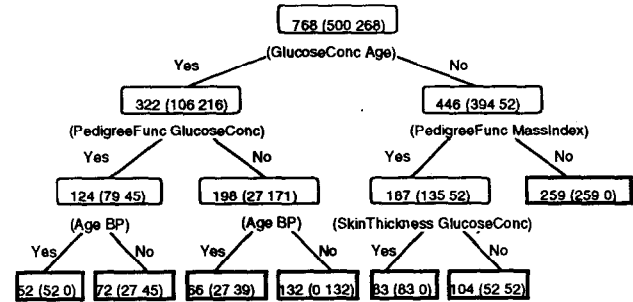 768 (500 268)
Yes (GlucoseConc Age) No
322 (106 216) 446 (394 52)
(PedigreeFunc GlucoseConc) (PedigreeFunc MassIndex)
Yes No Yes No
124 (79 45) 198 (27 171) 187 (135 52) 259 (259 0)
(Age BP) (Age BP) (SkinThickness GlucoseConc)
Yes No Yes No Yes No
52 (52 0) 72 (27 45) 66 (27 39) 132 (0 132) 83 (83 0) 104 (52 52)